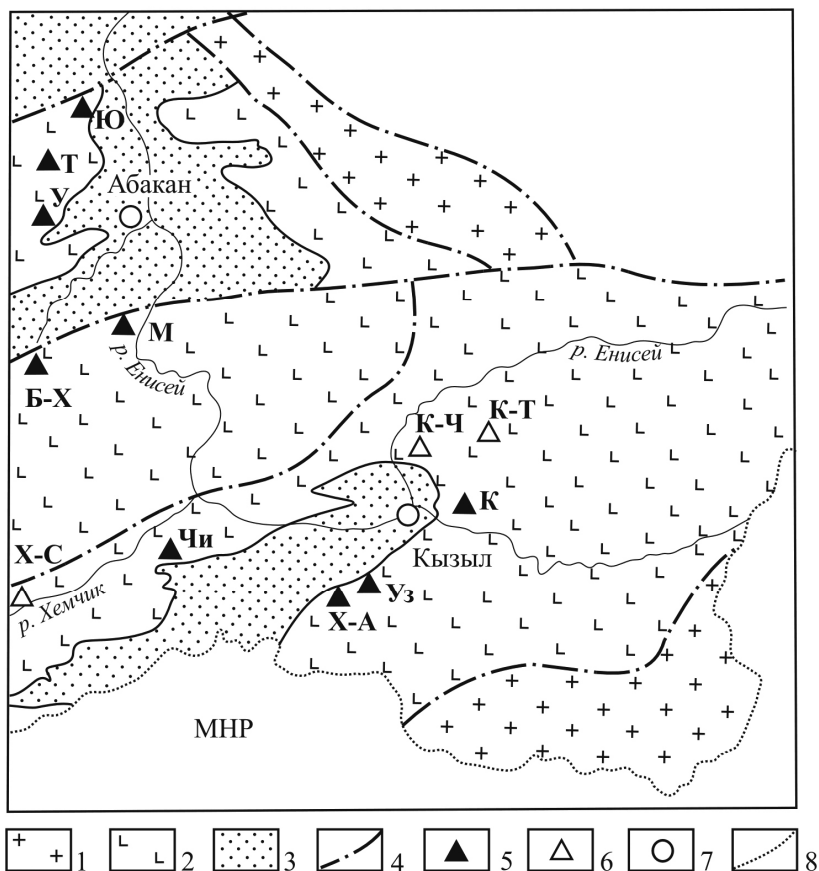 Ю
Т
Абакан
У
М
р. Енисей
р. Енисей
Б-Х
К-Ч
К-Т
К
Х-С
Чи
Кызыл
р. Хемчик
Уз
Х-А
МНР
1 2 3 4 5 6 7 8